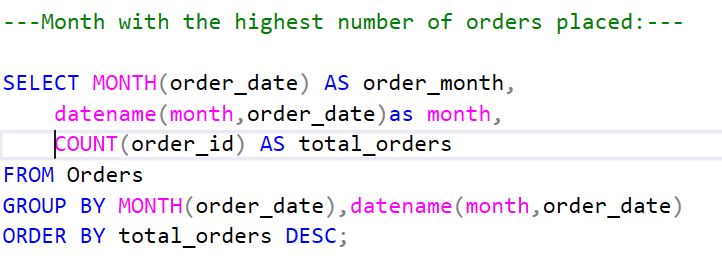 ---Month with the highest number of orders placed:---
SELECT MONTH(order_date) AS order_month,
datename(month,order_date)as month,
COUNT(order_id) AS total_orders
FROM Orders
GROUP BY MONTH(order_date),datename(month,order_date)
ORDER BY total_orders DESC;